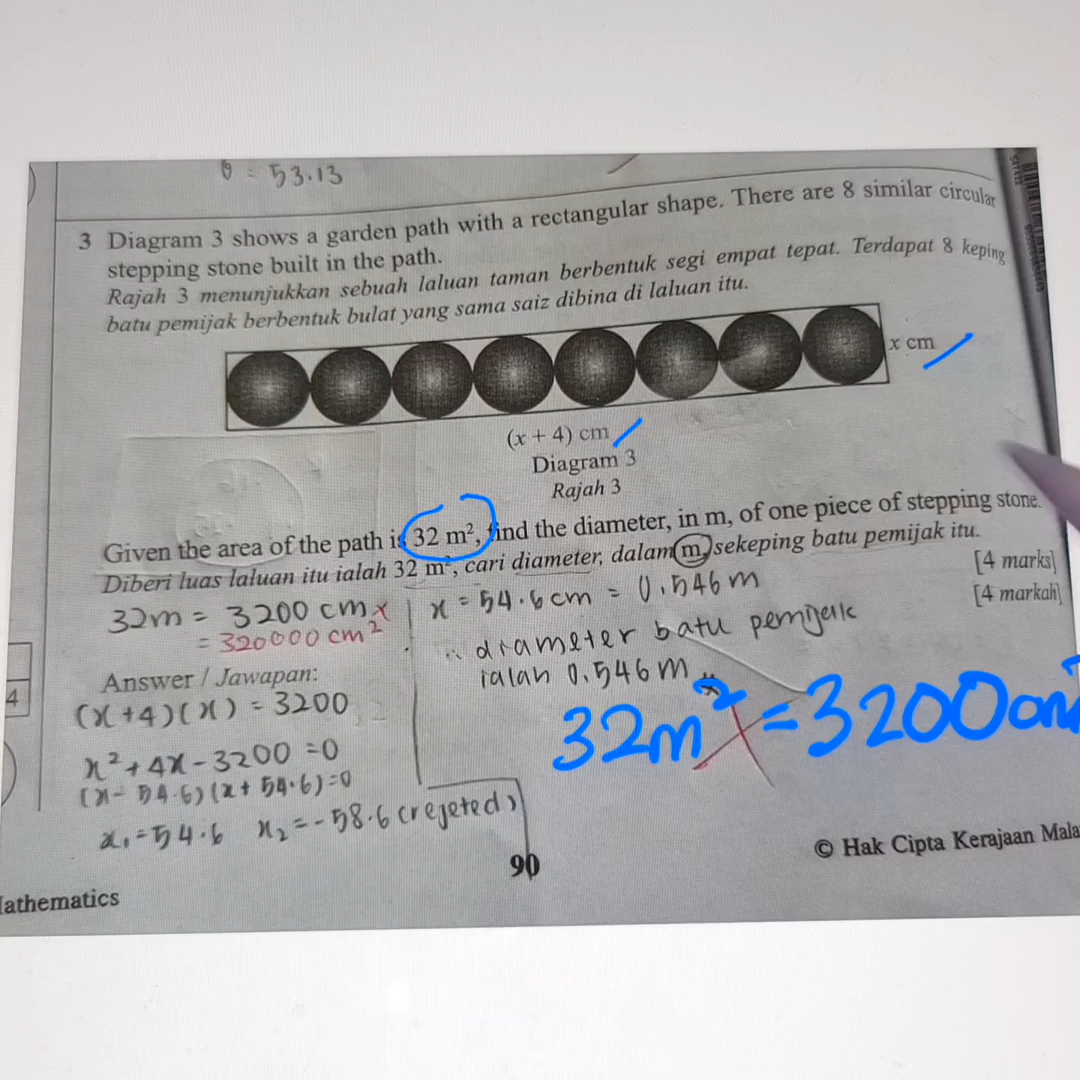 θ = 53.13
3 Diagram 3 shows a garden path with a rectangular shape. There are 8 similar circular
stepping stone built in the path.
Rajah 3 menunjukkan sebuah laluan taman berbentuk segi empat tepat. Terdapat 8 keping
batu pemijak berbentuk bulat yang sama saiz dibina di laluan itu.
x cm
(x + 4) cm
Diagram 3
Rajah 3
Given the area of the path is 32 m², find the diameter, in m, of one piece of stepping stone.
Diberi luas laluan itu ialah 32 m², cari diameter, dalam m, sekeping batu pemijak itu.
[4 marks]
[4 markah]
32m = 3200 cm x
= 320000 cm²
Answer / Jawapan:
(x+4)(x) = 3200
x² + 4x - 3200 = 0
(x - 54.6)(x + 54.6) = 0
x₁ = 54.6 x₂ = -58.6 (rejeted)
x = 54.6 cm = 0.546 m
∴ diameter batu pemijak
ialah 0.546 m
32m² = 3200cm²
4
90
© Hak Cipta Kerajaan Mala
athematics